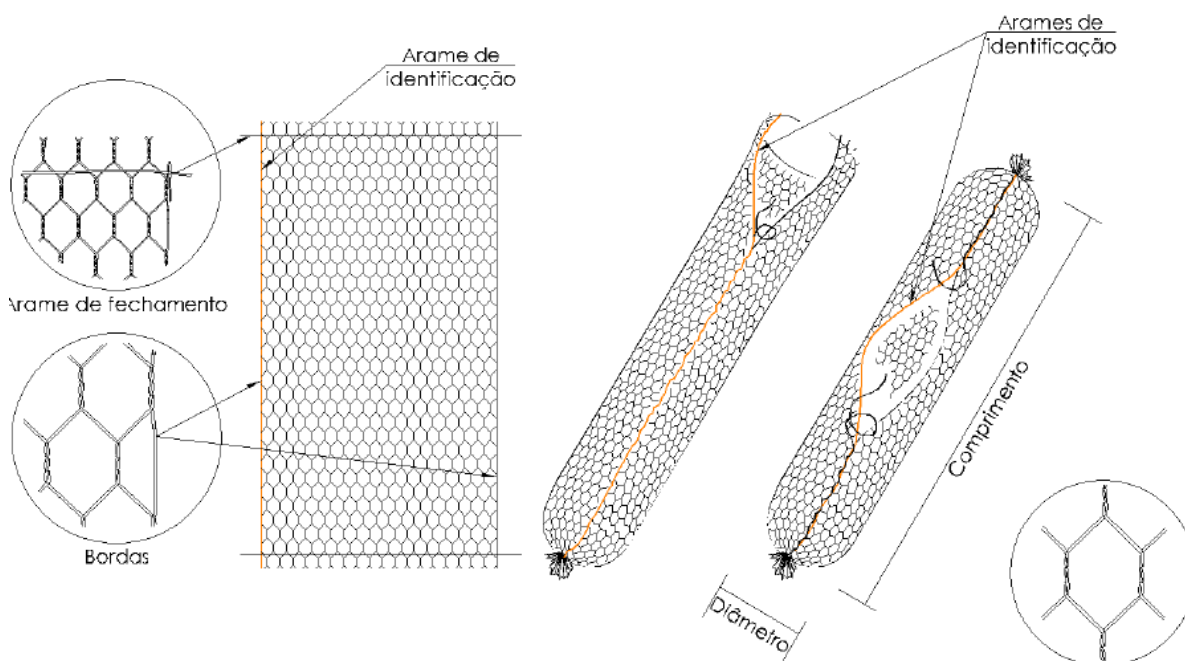 Arame de
identificação
Arames de
identificação
Arame de fechamento
Bordas
Comprimento
Diâmetro